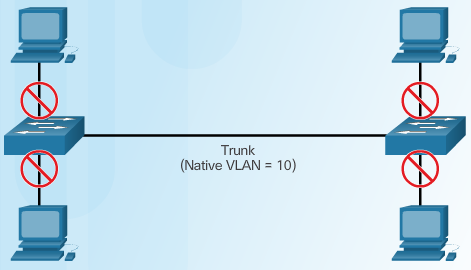 Trunk
(Native VLAN = 10)